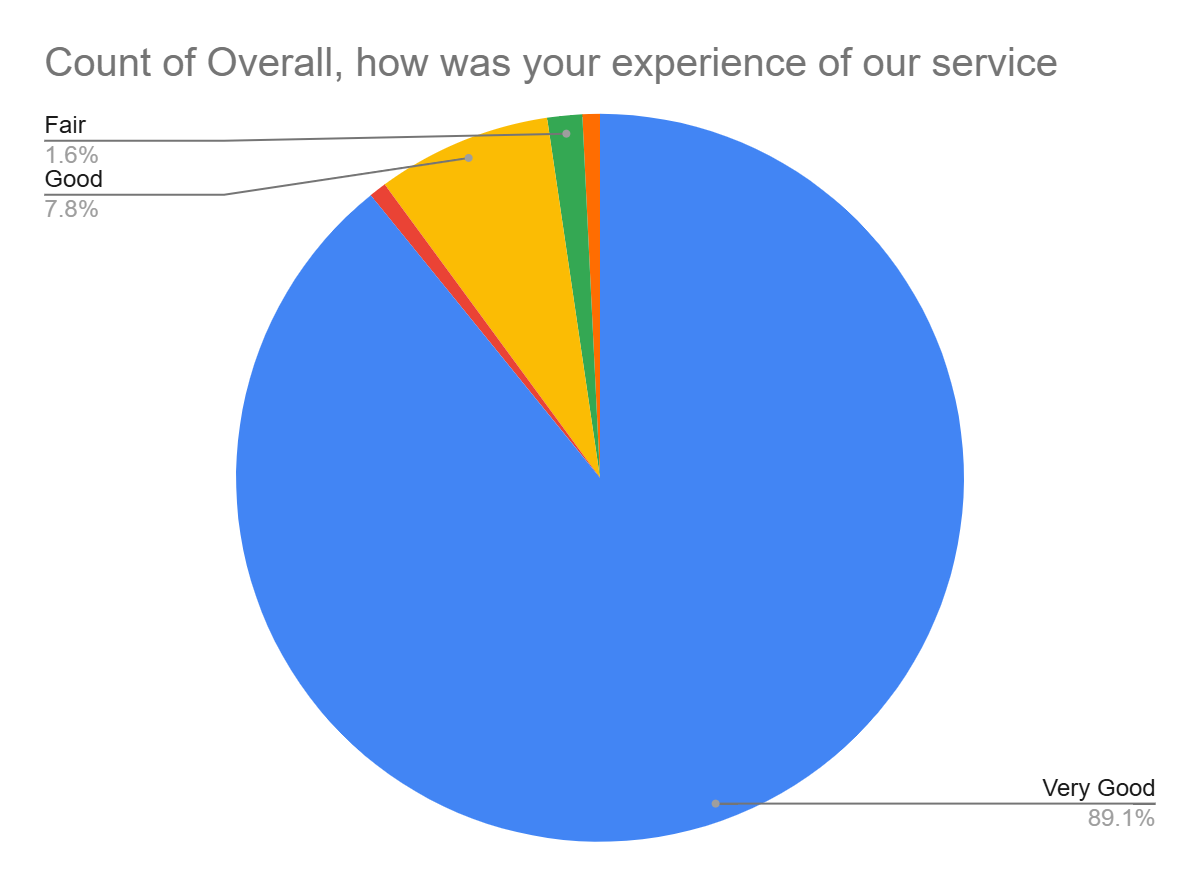 Count of Overall, how was your experience of our service
Fair
1.6%
Good
7.8%
Very Good
89.1%